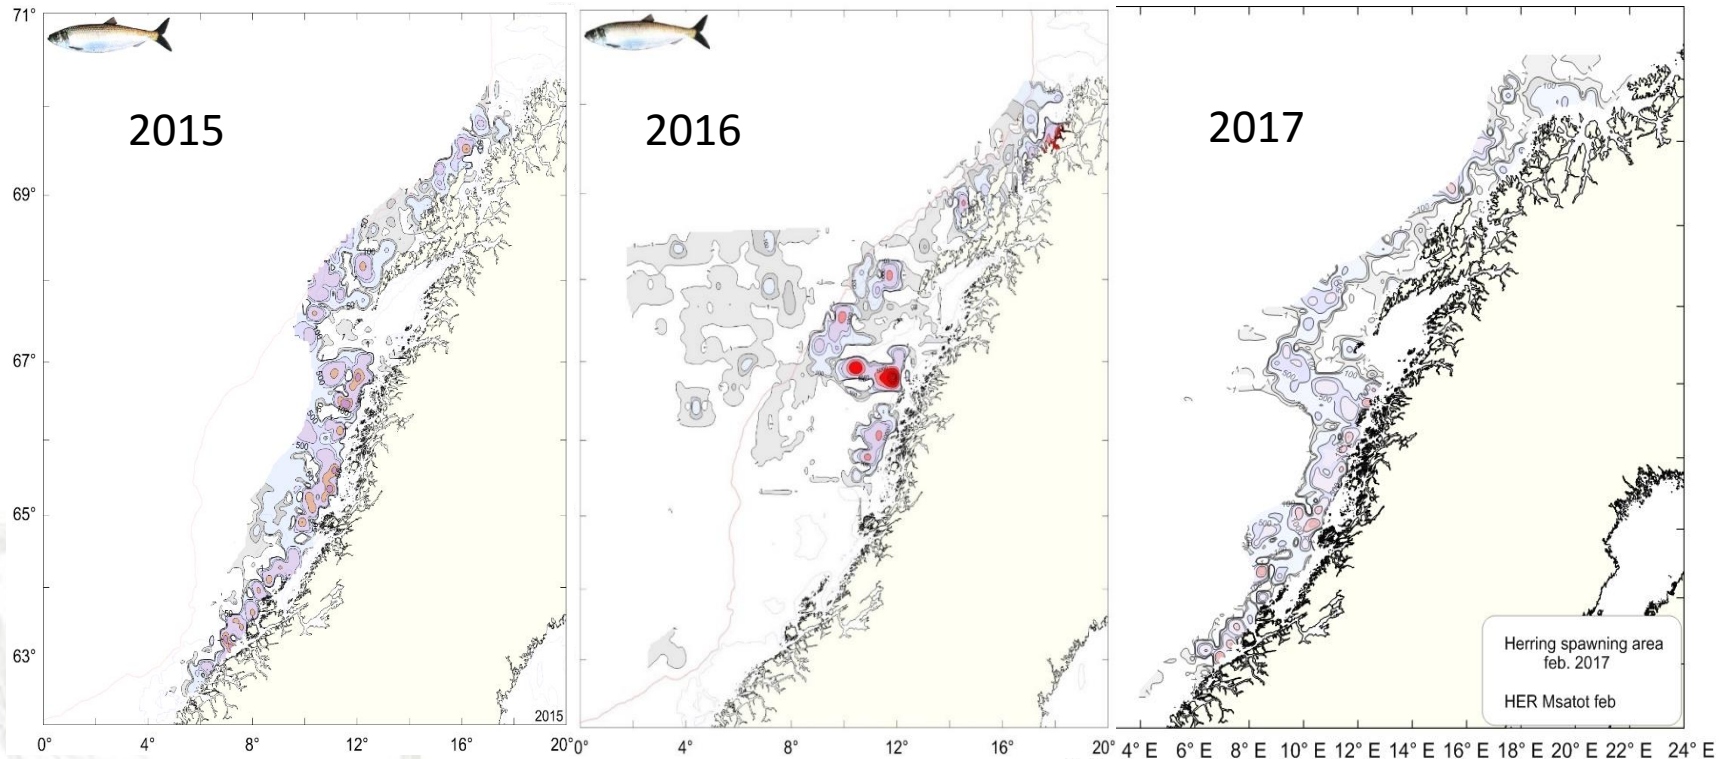 2015
2016
2017
71°
69°
67°
65°
63°
2015
Herring spawning area
feb. 2017
HER Msatot feb
0° 4° 8° 12° 16° 20°
0° 4° 8° 12° 16° 20°
4° E 6° E 8° E 10° E 12° E 14° E 16° E 18° E 20° E 22° E 24° E